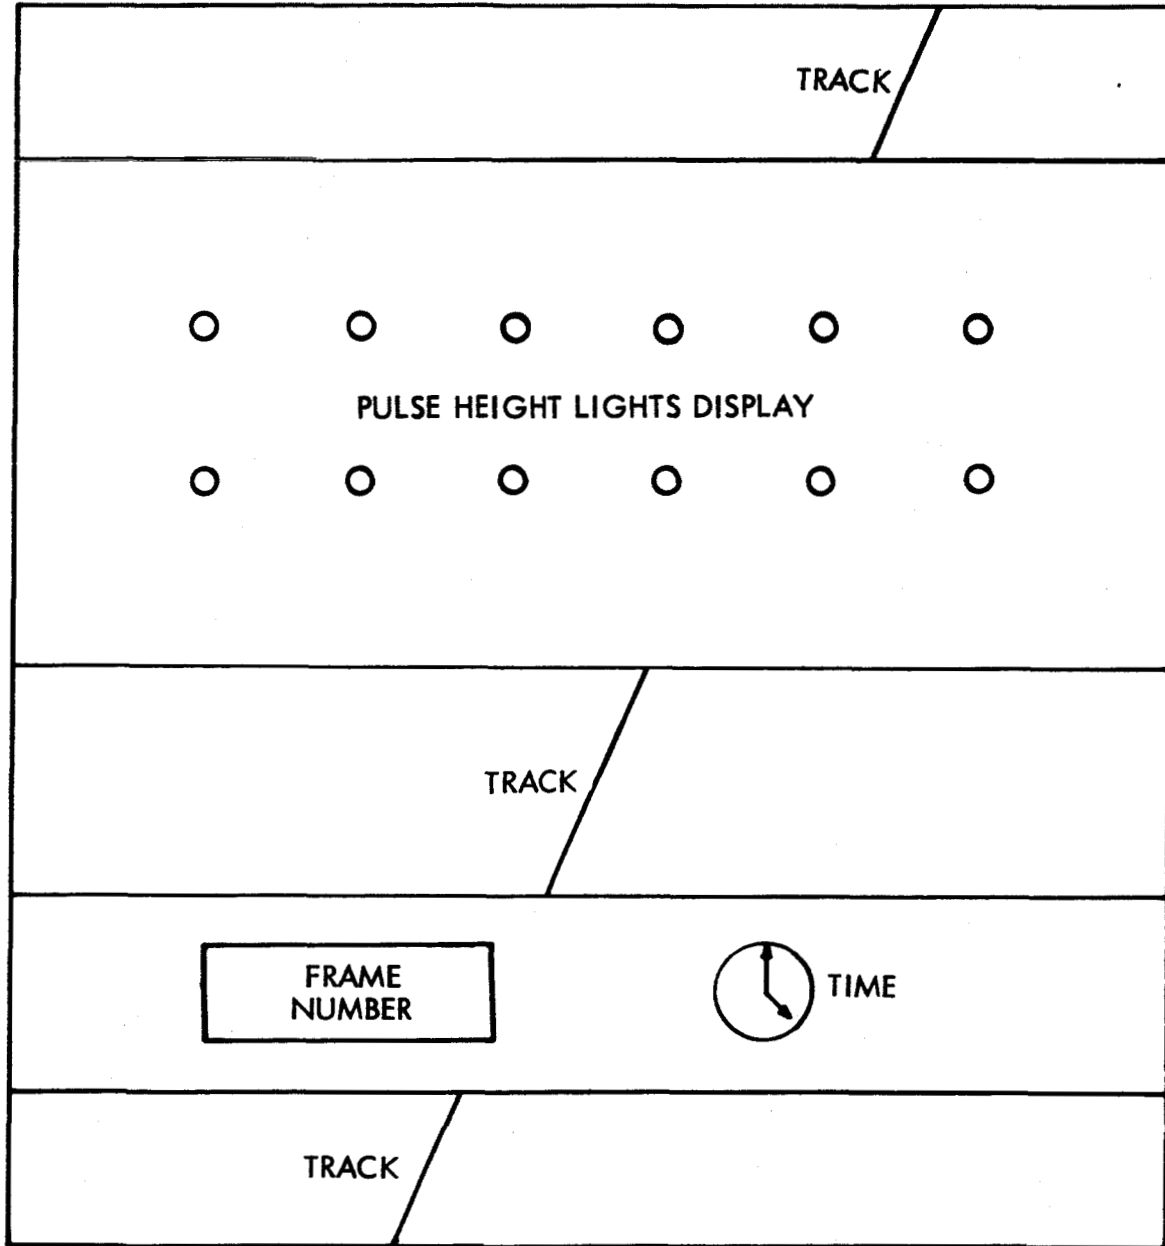 TRACK
PULSE HEIGHT LIGHTS DISPLAY
TRACK
FRAME
NUMBER
TIME
TRACK